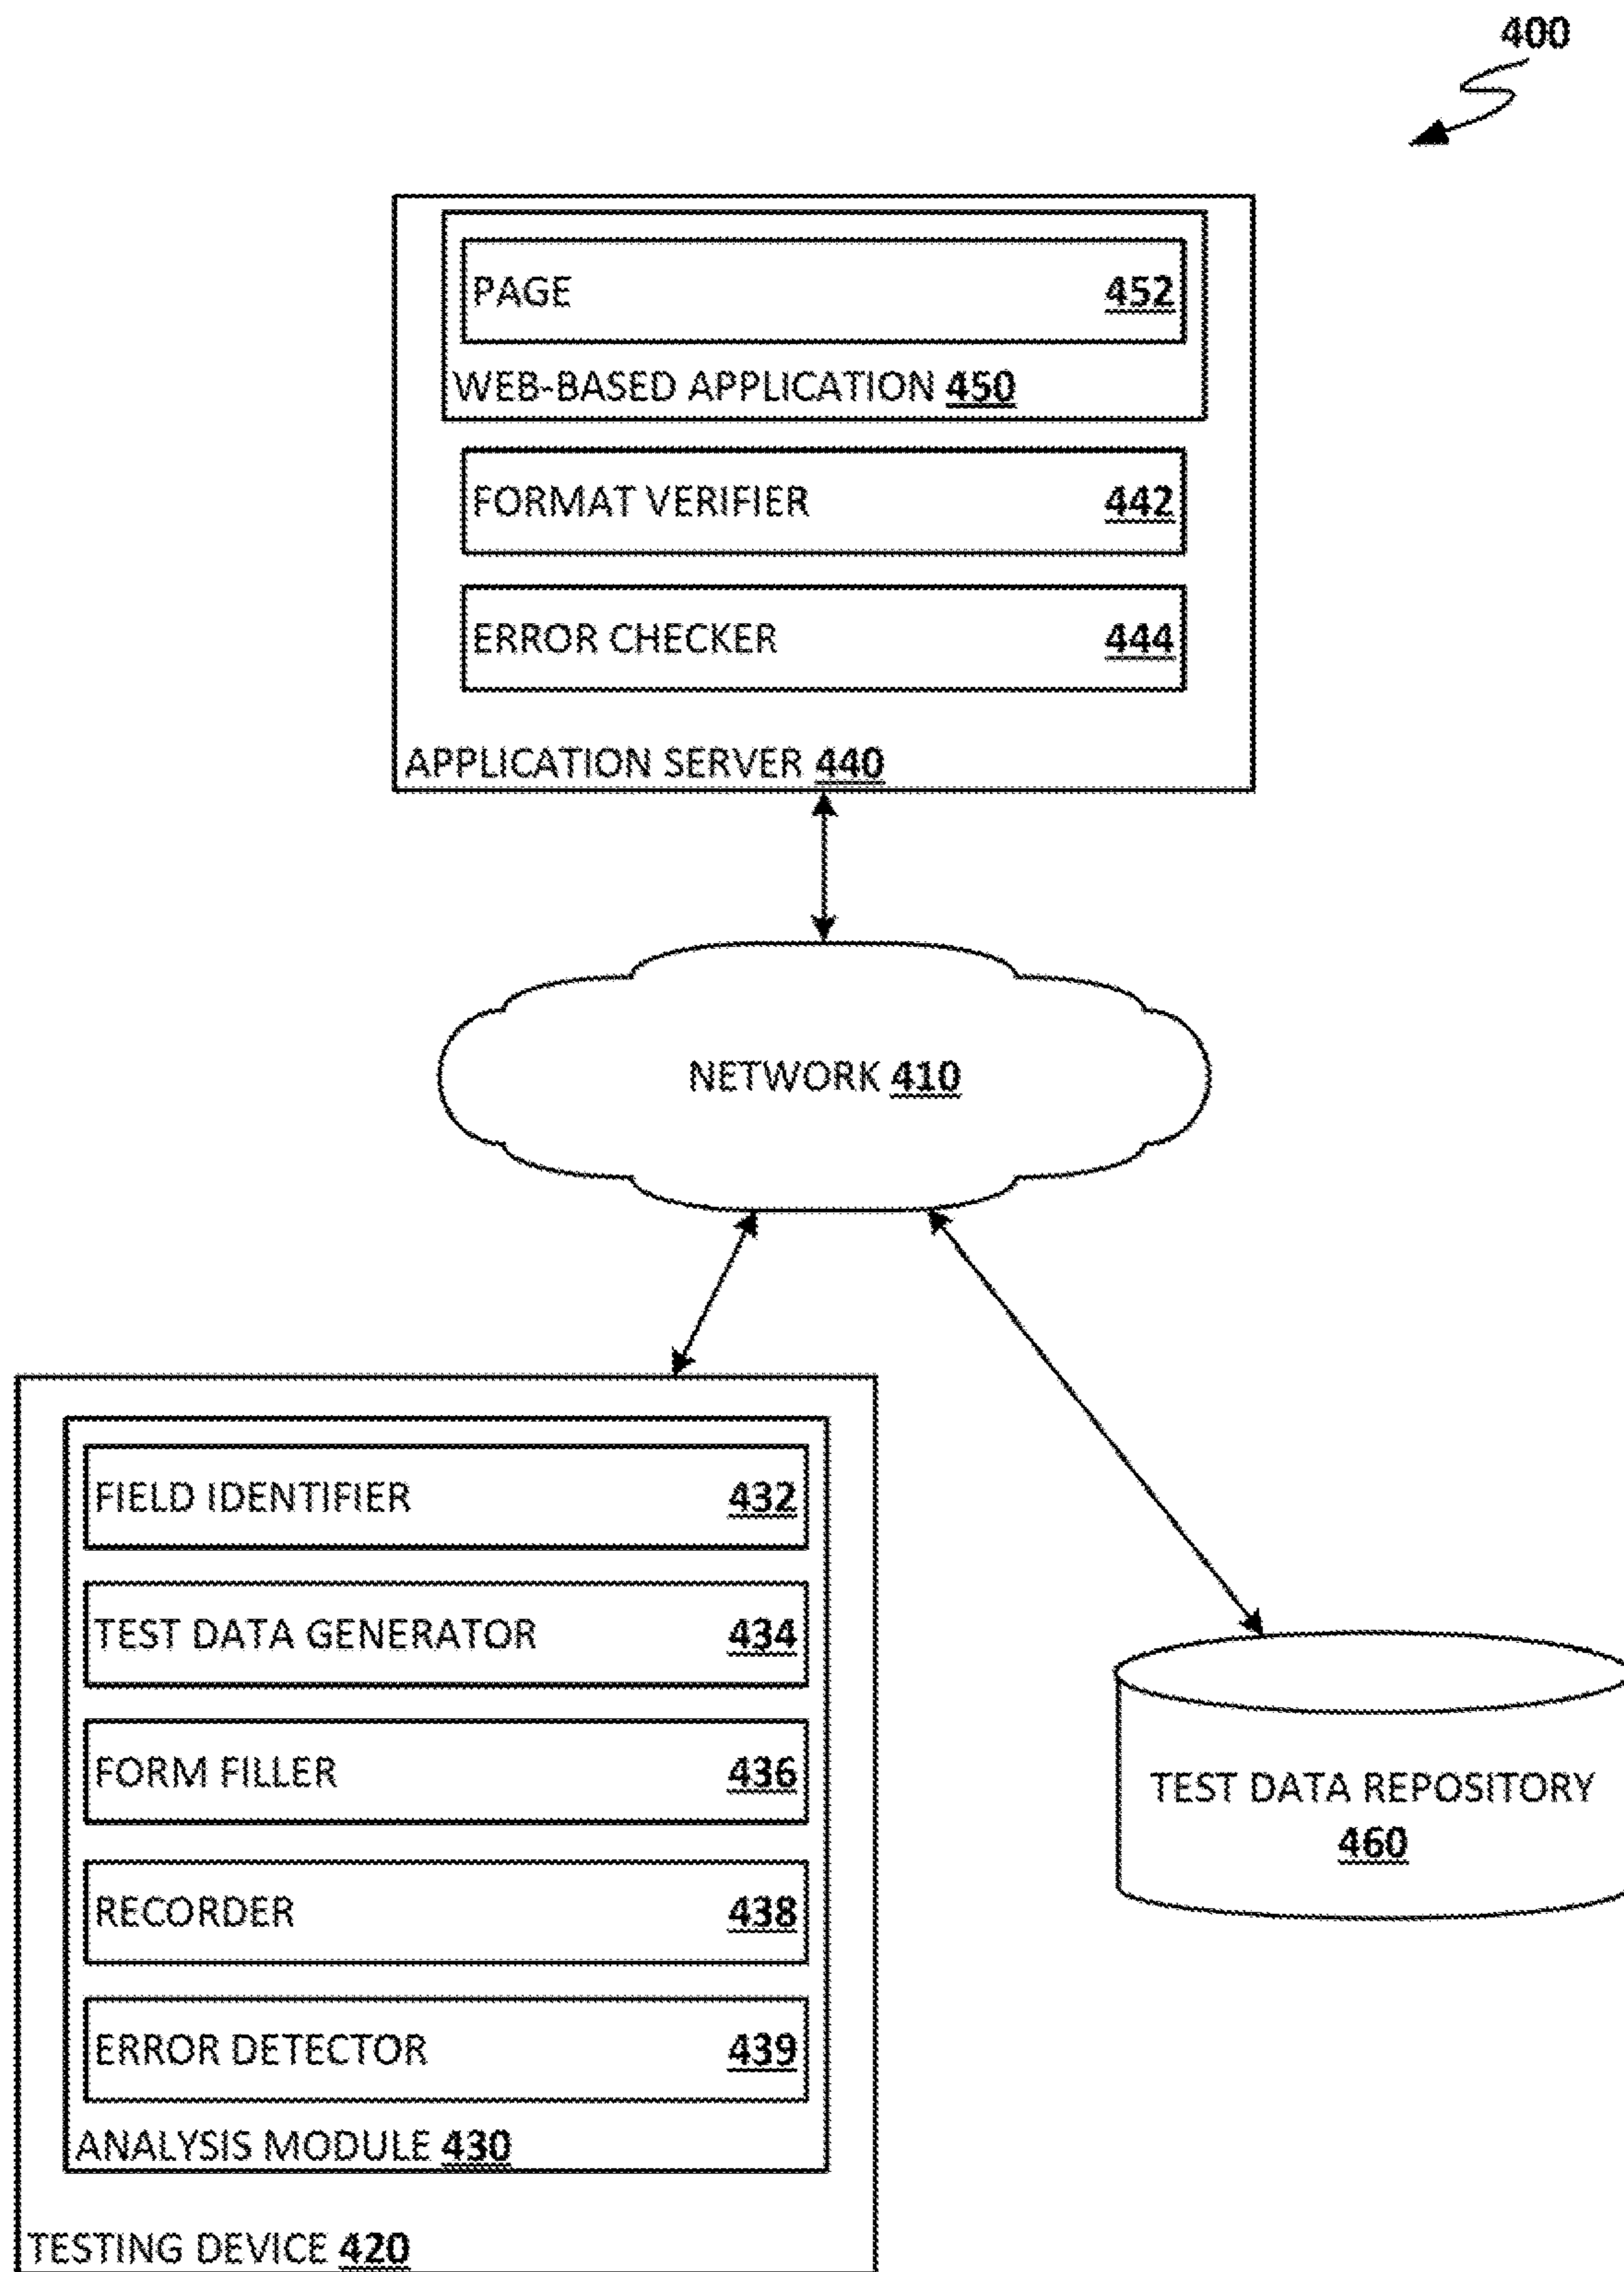 400
PAGE 452
WEB-BASED APPLICATION 450
FORMAT VERIFIER 442
ERROR CHECKER 444
APPLICATION SERVER 440
NETWORK 410
FIELD IDENTIFIER 432
TEST DATA GENERATOR 434
FORM FILLER 436
RECORDER 438
ERROR DETECTOR 439
ANALYSIS MODULE 430
TESTING DEVICE 420
TEST DATA REPOSITORY
460